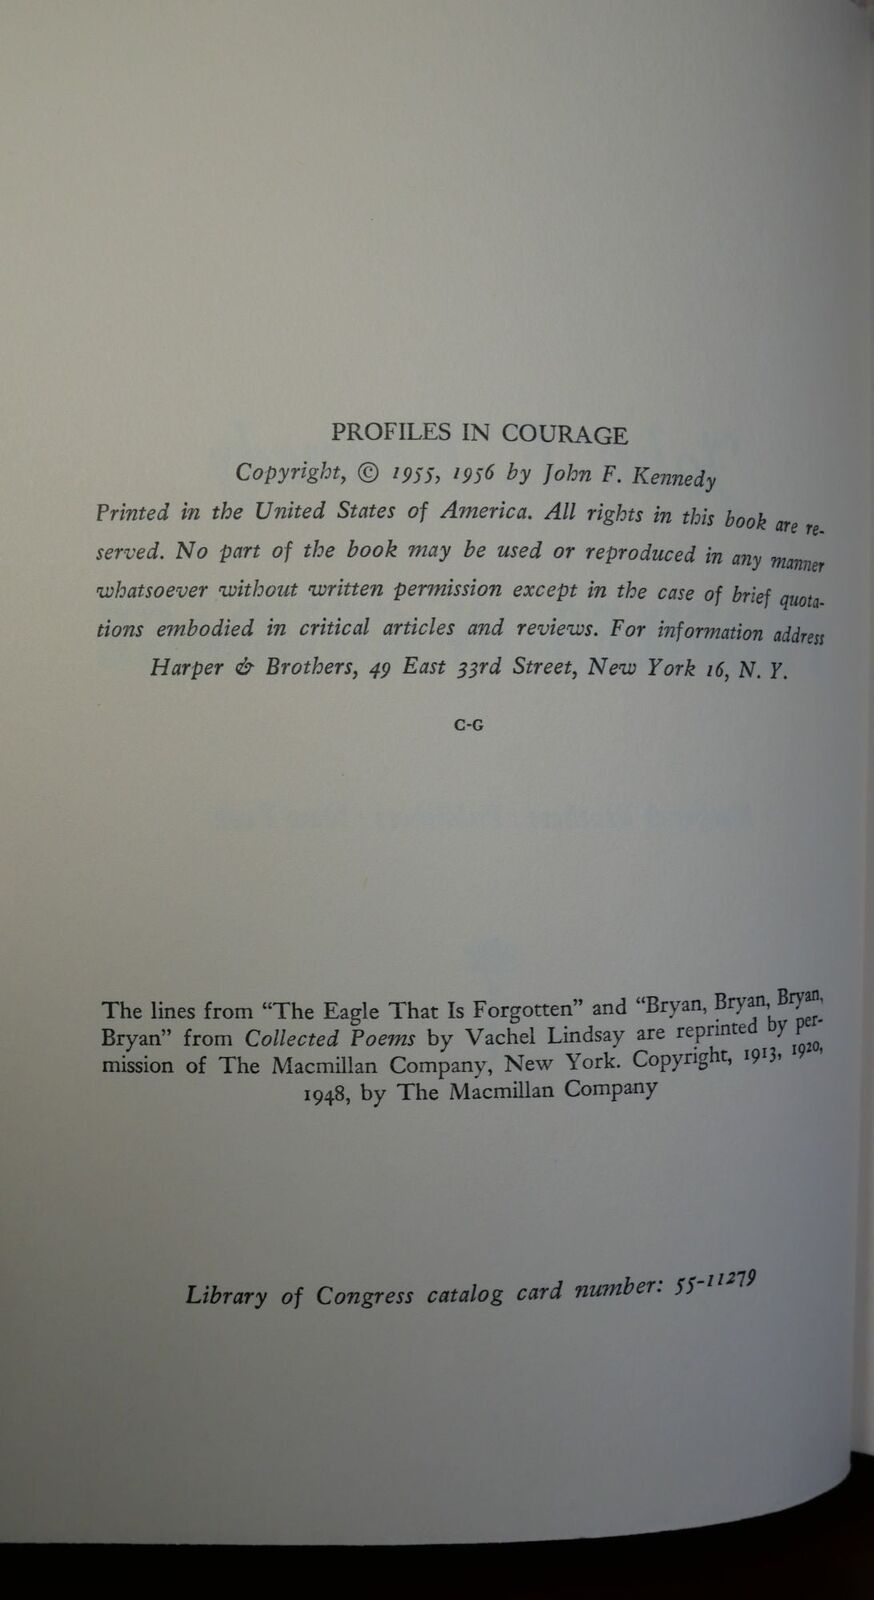 PROFILES IN COURAGE
Copyright, © 1955, 1956 by John F. Kennedy
Printed in the United States of America. All rights in this book are re-
served. No part of the book may be used or reproduced in any manner
whatsoever without written permission except in the case of brief quota-
tions embodied in critical articles and reviews. For information address
Harper & Brothers, 49 East 33rd Street, New York 16, N. Y.
C-G
The lines from “The Eagle That Is Forgotten” and “Bryan, Bryan, Bryan,
Bryan” from Collected Poems by Vachel Lindsay are reprinted by per-
mission of The Macmillan Company, New York. Copyright, 1913, 1920,
1948, by The Macmillan Company
Library of Congress catalog card number: 55-11279